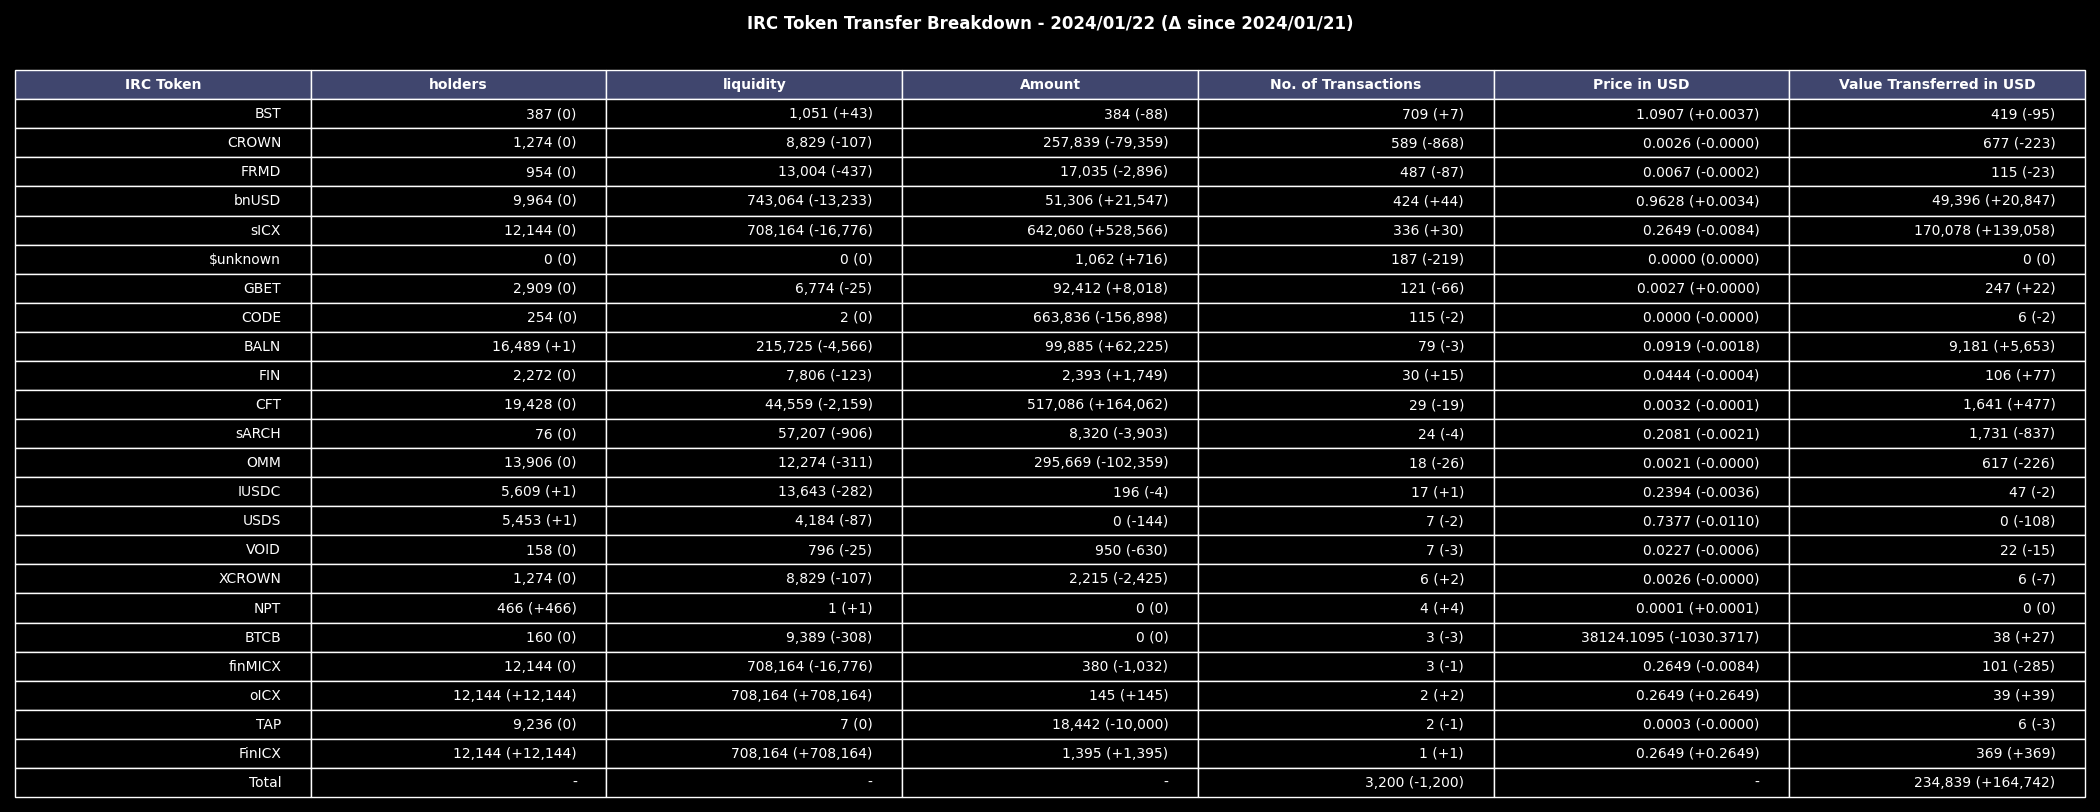 IRC Token Transfer Breakdown - 2024/01/22 (Δ since 2024/01/21)
IRC Token holders liquidity Amount No. of Transactions Price in USD Value Transferred in USD
BST 387 (0) 1,051 (+43) 384 (-88) 709 (+7) 1.0907 (+0.0037) 419 (-95)
CROWN 1,274 (0) 8,829 (-107) 257,839 (-79,359) 589 (-868) 0.0026 (-0.0000) 677 (-223)
FRMD 954 (0) 13,004 (-437) 17,035 (-2,896) 487 (-87) 0.0067 (-0.0002) 115 (-23)
bnUSD 9,964 (0) 743,064 (-13,233) 51,306 (+21,547) 424 (+44) 0.9628 (+0.0034) 49,396 (+20,847)
sICX 12,144 (0) 708,164 (-16,776) 642,060 (+528,566) 336 (+30) 0.2649 (-0.0084) 170,078 (+139,058)
$unknown 0 (0) 0 (0) 1,062 (+716) 187 (-219) 0.0000 (0.0000) 0 (0)
GBET 2,909 (0) 6,774 (-25) 92,412 (+8,018) 121 (-66) 0.0027 (+0.0000) 247 (+22)
CODE 254 (0) 2 (0) 663,836 (-156,898) 115 (-2) 0.0000 (-0.0000) 6 (-2)
BALN 16,489 (+1) 215,725 (-4,566) 99,885 (+62,225) 79 (-3) 0.0919 (-0.0018) 9,181 (+5,653)
FIN 2,272 (0) 7,806 (-123) 2,393 (+1,749) 30 (+15) 0.0444 (-0.0004) 106 (+77)
CFT 19,428 (0) 44,559 (-2,159) 517,086 (+164,062) 29 (-19) 0.0032 (-0.0001) 1,641 (+477)
sARCH 76 (0) 57,207 (-906) 8,320 (-3,903) 24 (-4) 0.2081 (-0.0021) 1,731 (-837)
OMM 13,906 (0) 12,274 (-311) 295,669 (-102,359) 18 (-26) 0.0021 (-0.0000) 617 (-226)
IUSDC 5,609 (+1) 13,643 (-282) 196 (-4) 17 (+1) 0.2394 (-0.0036) 47 (-2)
USDS 5,453 (+1) 4,184 (-87) 0 (-144) 7 (-2) 0.7377 (-0.0110) 0 (-108)
VOID 158 (0) 796 (-25) 950 (-630) 7 (-3) 0.0227 (-0.0006) 22 (-15)
XCROWN 1,274 (0) 8,829 (-107) 2,215 (-2,425) 6 (+2) 0.0026 (-0.0000) 6 (-7)
NPT 466 (+466) 1 (+1) 0 (0) 4 (+4) 0.0001 (+0.0001) 0 (0)
BTCB 160 (0) 9,389 (-308) 0 (0) 3 (-3) 38124.1095 (-1030.3717) 38 (+27)
finMICX 12,144 (0) 708,164 (-16,776) 380 (-1,032) 3 (-1) 0.2649 (-0.0084) 101 (-285)
oICX 12,144 (+12,144) 708,164 (+708,164) 145 (+145) 2 (+2) 0.2649 (+0.2649) 39 (+39)
TAP 9,236 (0) 7 (0) 18,442 (-10,000) 2 (-1) 0.0003 (-0.0000) 6 (-3)
FinICX 12,144 (+12,144) 708,164 (+708,164) 1,395 (+1,395) 1 (+1) 0.2649 (+0.2649) 369 (+369)
Total - - - 3,200 (-1,200) - 234,839 (+164,742)